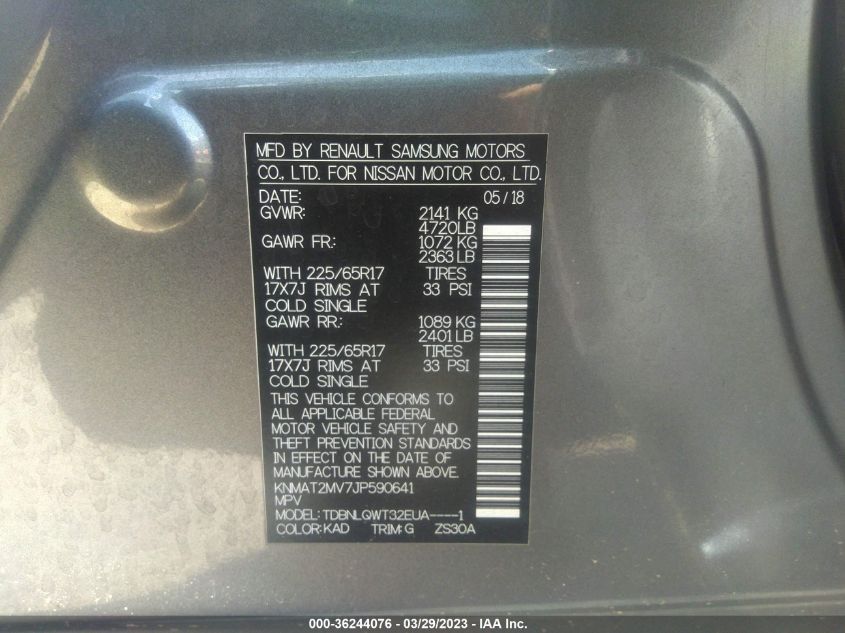 MFD BY RENAULT SAMSUNG MOTORS
CO., LTD. FOR NISSAN MOTOR CO., LTD.
DATE: 05/18
GVWR: 2141 KG
4720LB
GAWR FR: 1072 KG
2363 LB
WITH 225/65R17 TIRES
17X7J RIMS AT 33 PSI
COLD SINGLE
GAWR RR: 1089 KG
2401 LB
WITH 225/65R17 TIRES
17X7J RIMS AT 33 PSI
COLD SINGLE
THIS VEHICLE CONFORMS TO
ALL APPLICABLE FEDERAL
MOTOR VEHICLE SAFETY AND
THEFT PREVENTION STANDARDS
IN EFFECT ON THE DATE OF
MANUFACTURE SHOWN ABOVE.
KNMAT2MV7JP590641
MPV
MODEL: TDBNLQWT32EUA----1
COLOR: KAD TRIM: G ZS30A
000-36244076 - 03/29/2023 - IAA Inc.